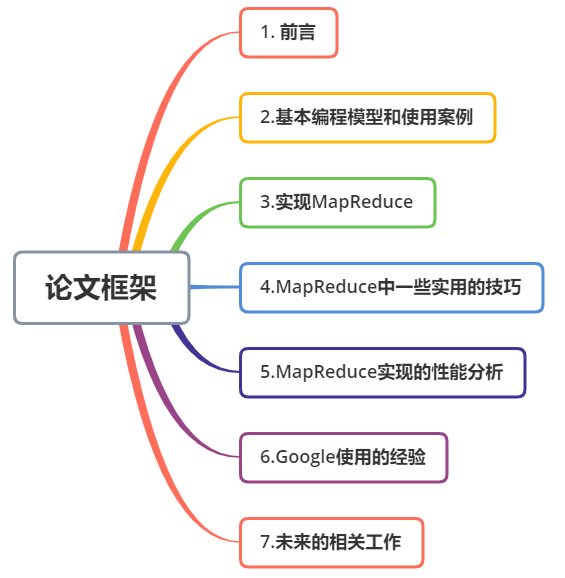 论文框架
1. 前言
2.基本编程模型和使用案例
3.实现MapReduce
4.MapReduce中一些实用的技巧
5.MapReduce实现的性能分析
6.Google使用的经验
7.未来的相关工作